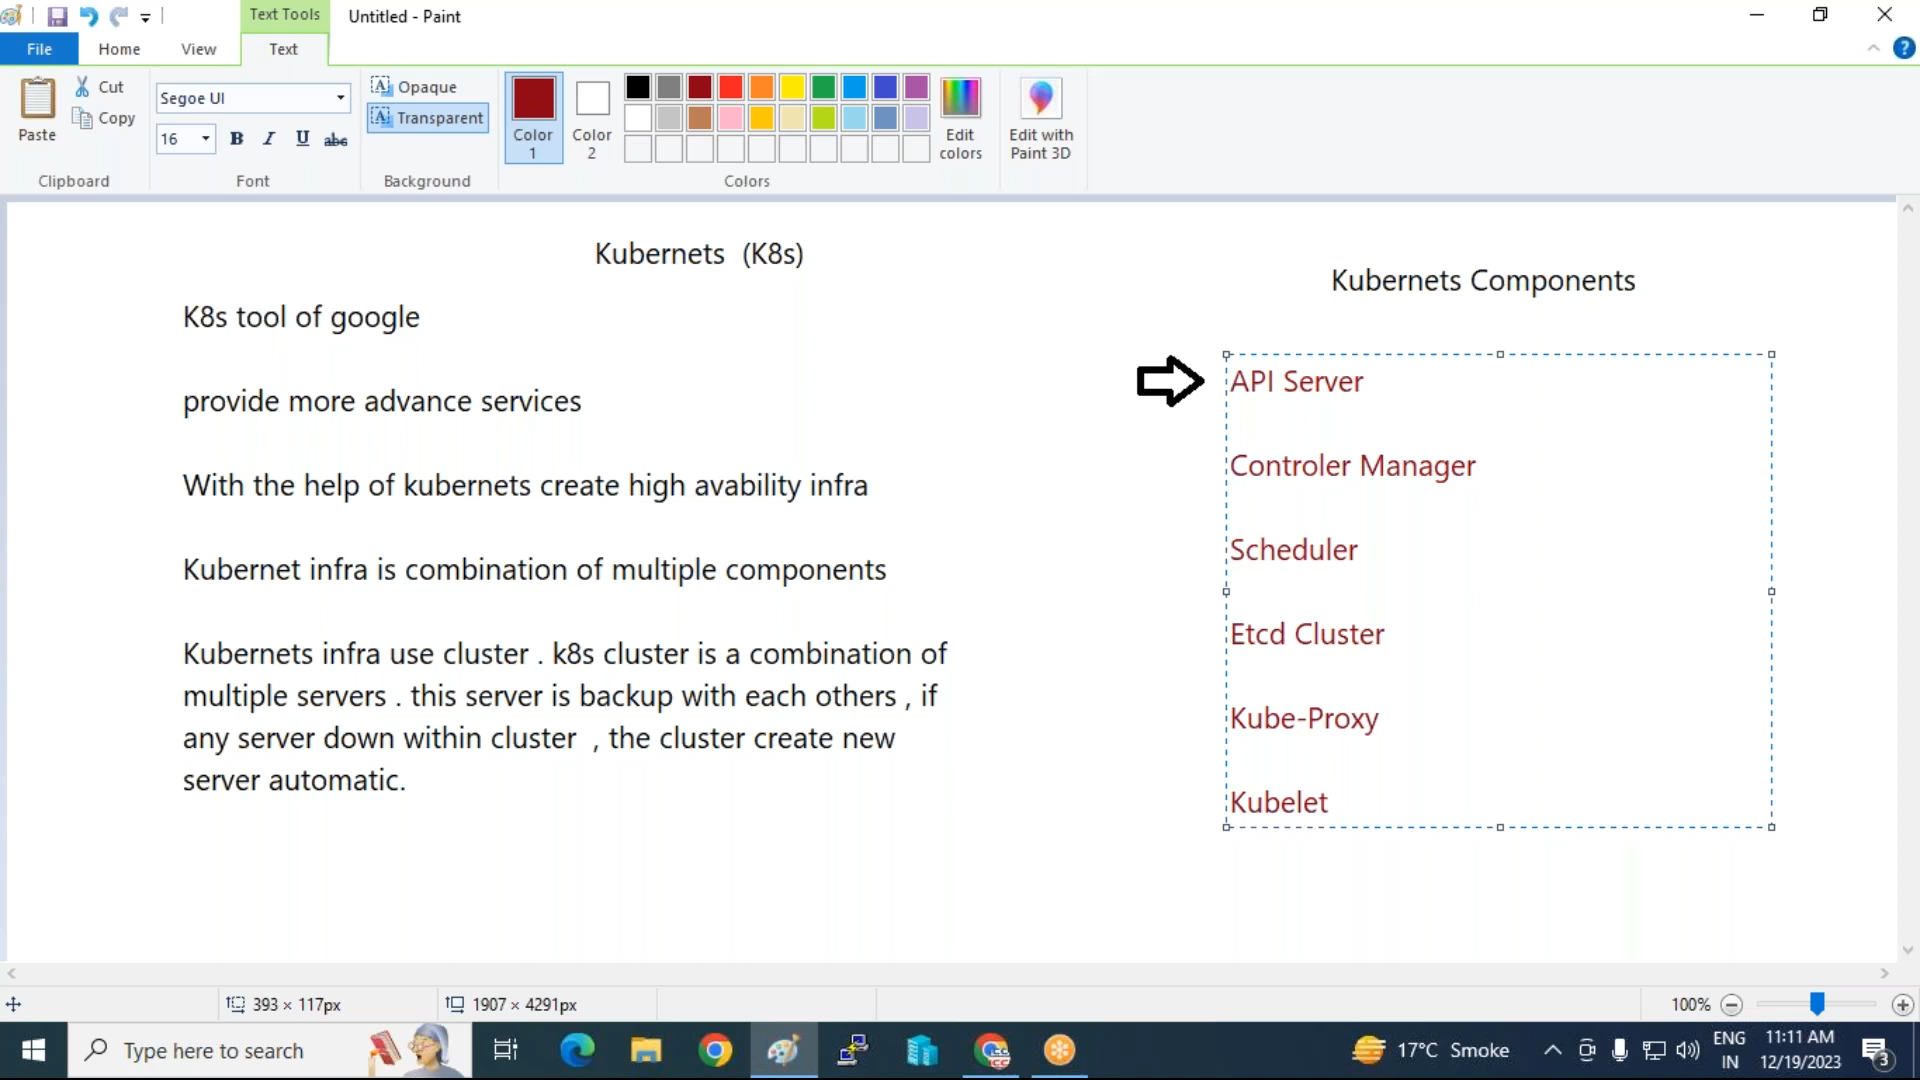 Text Tools
Untitled - Paint
File
Home
View
Text
Paste
Cut
Copy
Clipboard
Segoe UI
16
B I U abc
Font
Opaque
Transparent
Background
Color 1
Color 2
Colors
Edit colors
Edit with Paint 3D
Kubernets (K8s)
K8s tool of google
provide more advance services
With the help of kubernets create high avability infra
Kubernet infra is combination of multiple components
Kubernets infra use cluster . k8s cluster is a combination of
multiple servers . this server is backup with each others , if
any server down within cluster , the cluster create new
server automatic.
Kubernets Components
API Server
Controler Manager
Scheduler
Etcd Cluster
Kube-Proxy
Kubelet
393 × 117px
1907 × 4291px
100%
Type here to search
17°C Smoke
ENG
IN
11:11 AM
12/19/2023
3